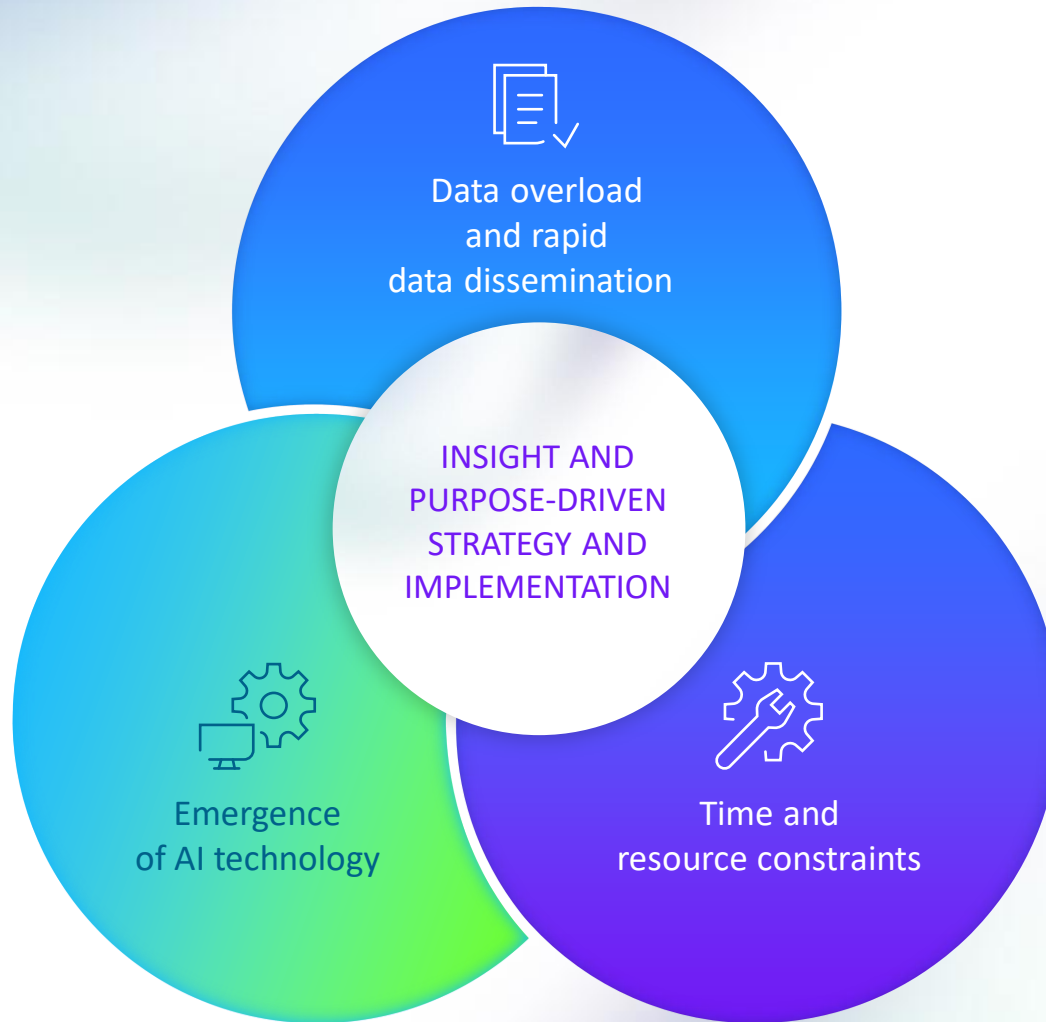 Data overload
and rapid
data dissemination
INSIGHT AND
PURPOSE-DRIVEN
STRATEGY AND
IMPLEMENTATION
Emergence
of AI technology
Time and
resource constraints